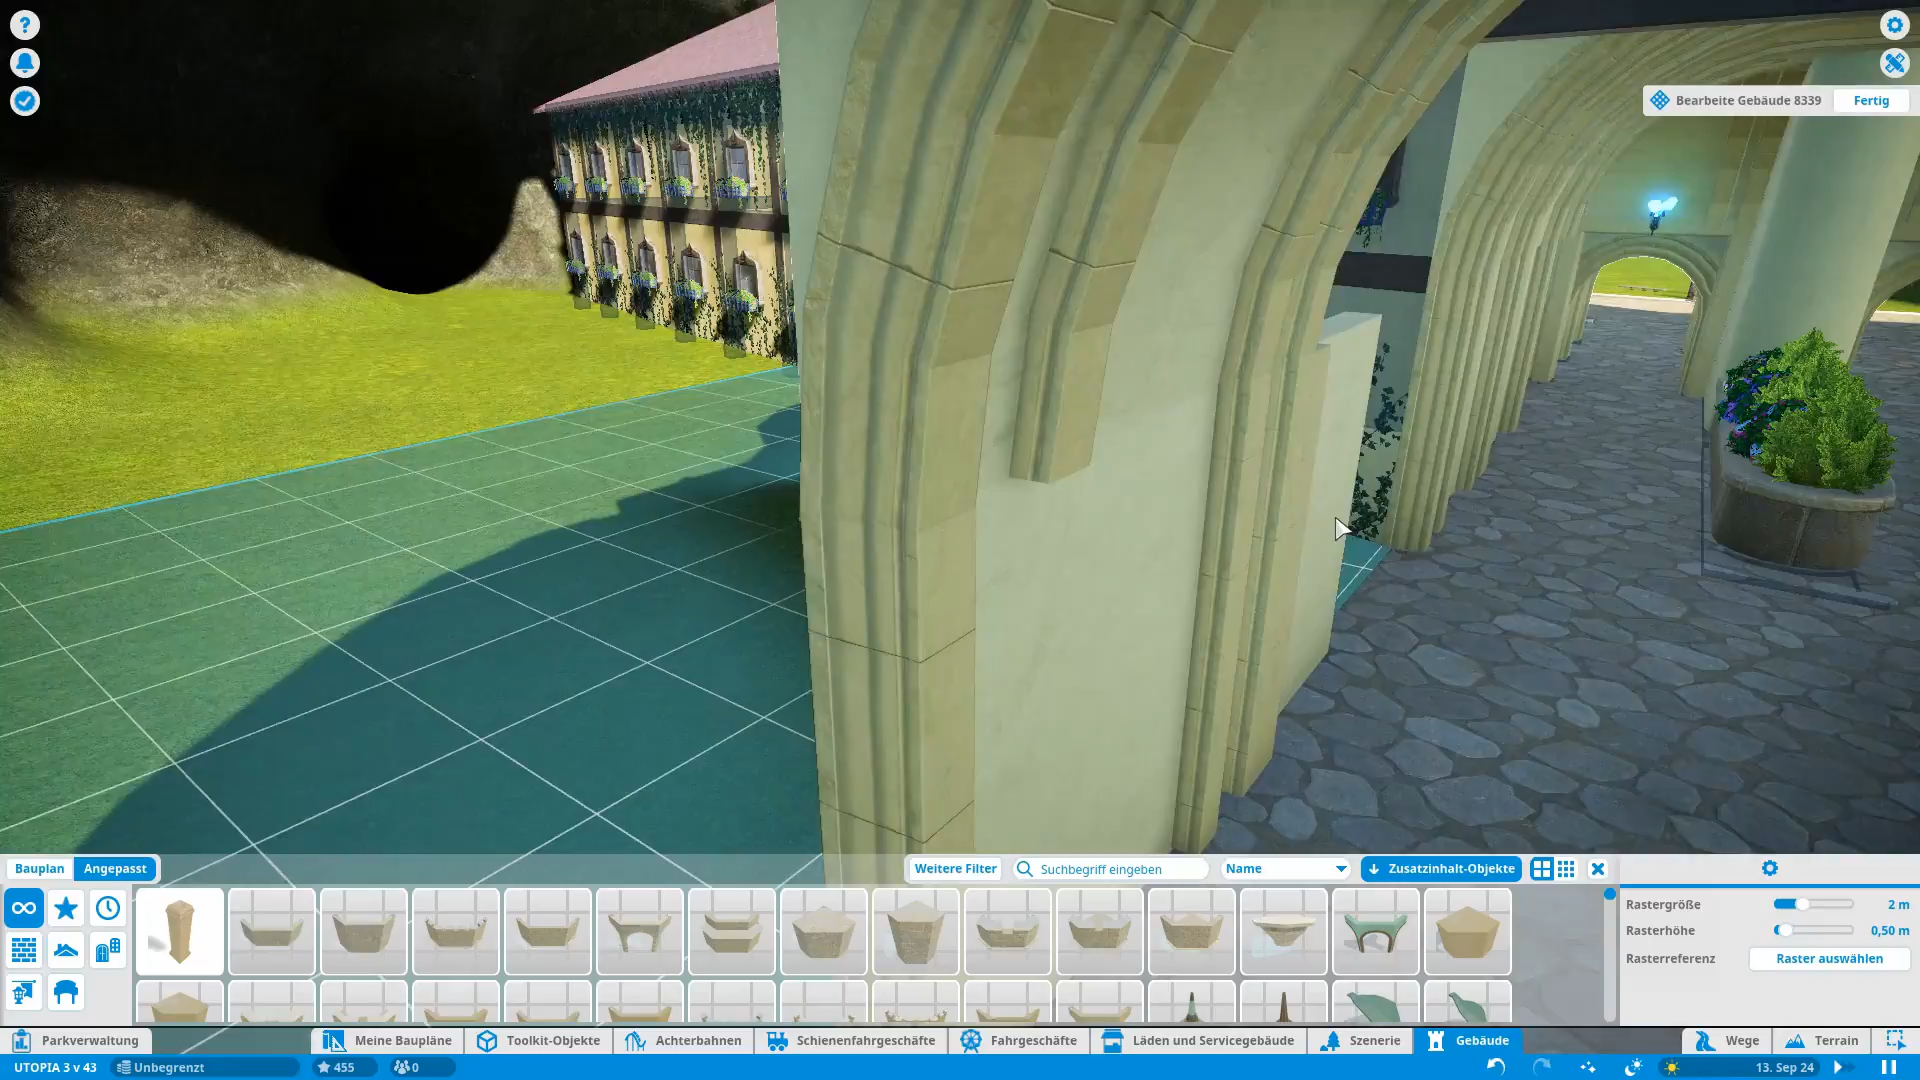 ?
Bearbeite Gebäude 8339 Fertig
Bauplan Angepasst Weitere Filter Suchbegriff eingeben Name Zusatzinhalt-Objekte
Rastergröße 2 m
Rasterhöhe 0,50 m
Rasterreferenz Raster auswählen
Parkverwaltung Meine Baupläne Toolkit-Objekte Achterbahnen Schienenfahrgeschäfte Fahrgeschäfte Läden und Servicegebäude Szenerie Gebäude Wege Terrain
UTOPIA 3 v 43 Unbegrenzt 455 0 13. Sep 24